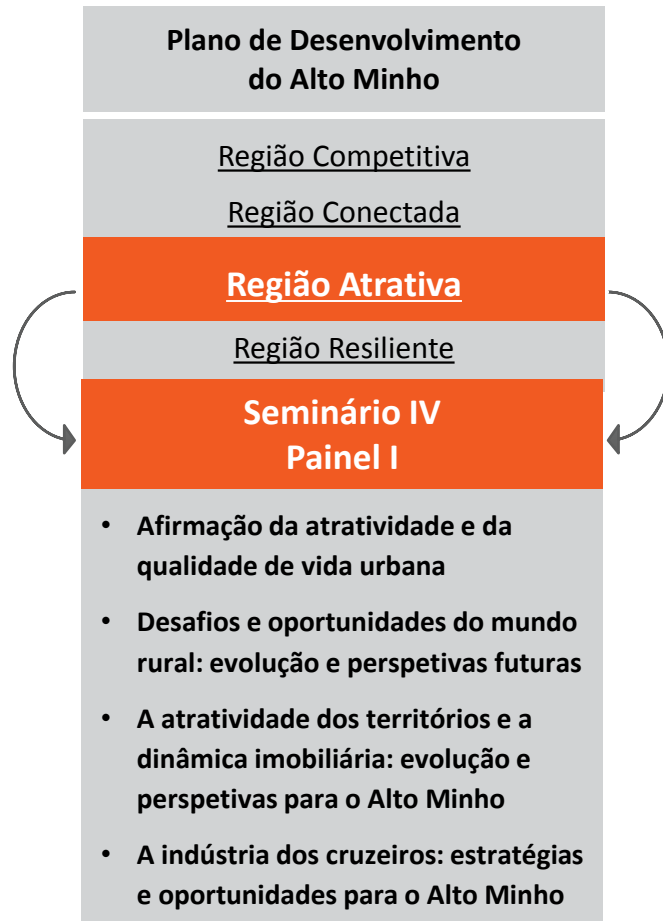 Plano de Desenvolvimento
do Alto Minho
Região Competitiva
Região Conectada
Região Atrativa
Região Resiliente
Seminário IV
Painel I
• Afirmação da atratividade e da
qualidade de vida urbana
• Desafios e oportunidades do mundo
rural: evolução e perspetivas futuras
• A atratividade dos territórios e a
dinâmica imobiliária: evolução e
perspetivas para o Alto Minho
• A indústria dos cruzeiros: estratégias
e oportunidades para o Alto Minho